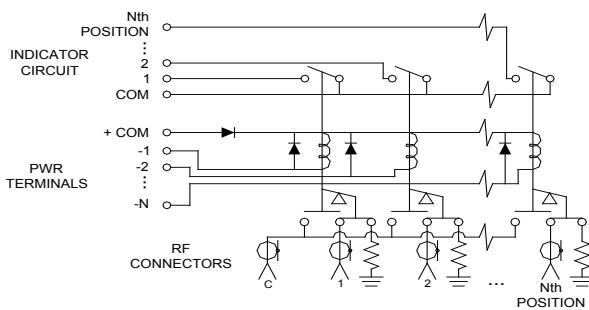 Nth
POSITION
⋮
INDICATOR
CIRCUIT
2
1
COM
+ COM
-1
PWR
TERMINALS
-2
⋮
-N
RF
CONNECTORS
C
1
2
...
Nth
POSITION